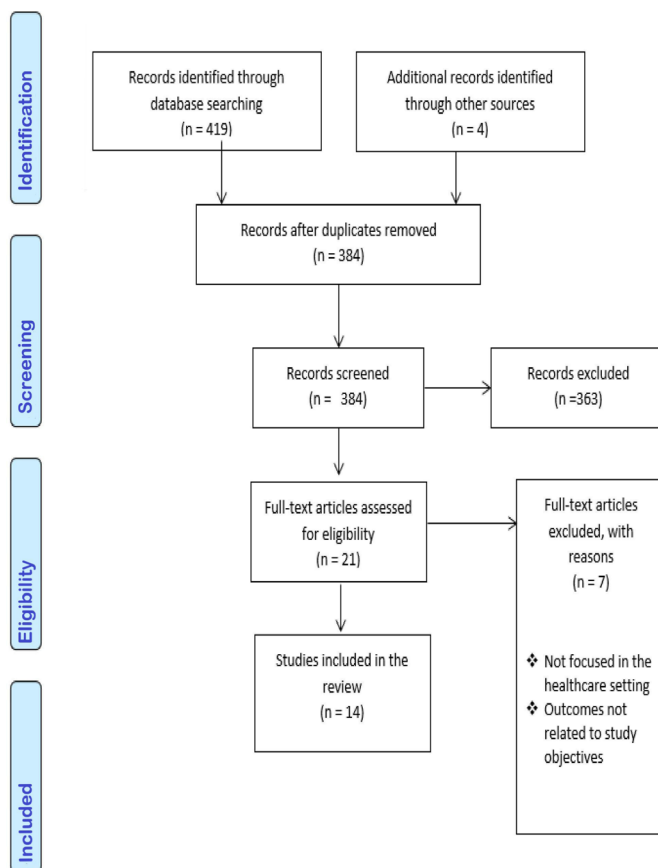 Identification
Records identified through
database searching
(n = 419)
Additional records identified
through other sources
(n = 4)
Records after duplicates removed
(n = 384)
Screening
Records screened
(n = 384)
Records excluded
(n =363)
Eligibility
Full-text articles assessed
for eligibility
(n = 21)
Full-text articles
excluded, with
reasons
(n = 7)
❖ Not focused in the
healthcare setting
❖ Outcomes not
related to study
objectives
Studies included in the
review
(n = 14)
Included